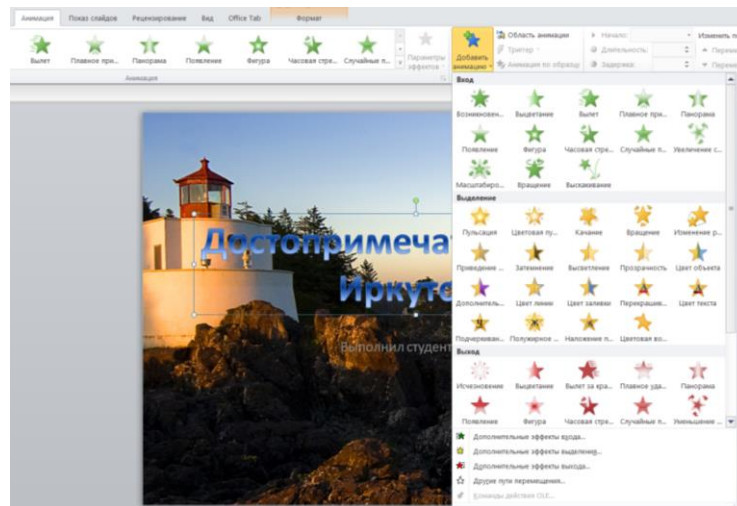 Анимация Показ слайдов Рецензирование Вид Office Tab Формат
Вылет Плавное при... Панорама Появление Фигура Часовая стре... Случайные п...
Параметры эффектов
Анимация
Добавить анимацию
Область анимации
Триггер
Анимация по образцу
Начало:
Длительность:
Задержка:
Изменить п
Переме
Переме
Вход
Возникновен... Выцветание Вылет Плавное при... Панорама
Появление Фигура Часовая стре... Случайные п... Увеличение с...
Масштабиро... Вращение Выскакивание
Выделение
Пульсация Цветовая пу... Качание Вращение Изменение р...
Приведение ... Затемнение Высветление Прозрачность Цвет объекта
Дополнитель... Цвет линии Цвет заливки Перекрашив... Цвет текста
Подчеркиван... Полужирное ... Наложение п... Цветовая во...
Выход
Исчезновение Выцветание Вылет за кра... Плавное уда... Панорама
Появление Фигура Часовая стре... Случайные п... Уменьшение ...
Дополнительные эффекты входа...
Дополнительные эффекты выделения...
Дополнительные эффекты выхода...
Другие пути перемещения...
Команды действия OLE...
Достопримеча
Иркутс
Выполнил студент